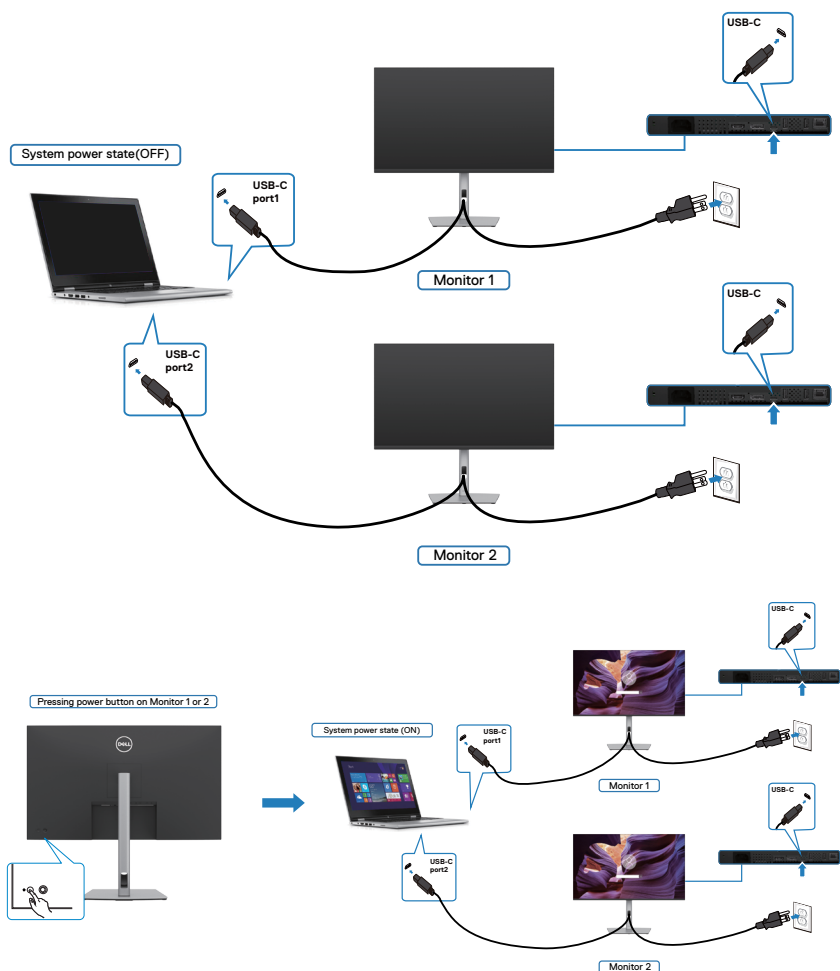 USB-C
System power state(OFF)
USB-C
port1
Monitor 1
USB-C
USB-C
port2
Monitor 2
USB-C
Pressing power button on Monitor 1 or 2
DELL
System power state (ON)
USB-C
port1
Monitor 1
USB-C
USB-C
port2
Monitor 2